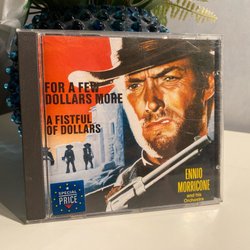 FOR A FEW
DOLLARS MORE
A FISTFUL
OF DOLLARS
ENNIO
MORRICONE
and his
Orchestra
SPECIAL
PRICE